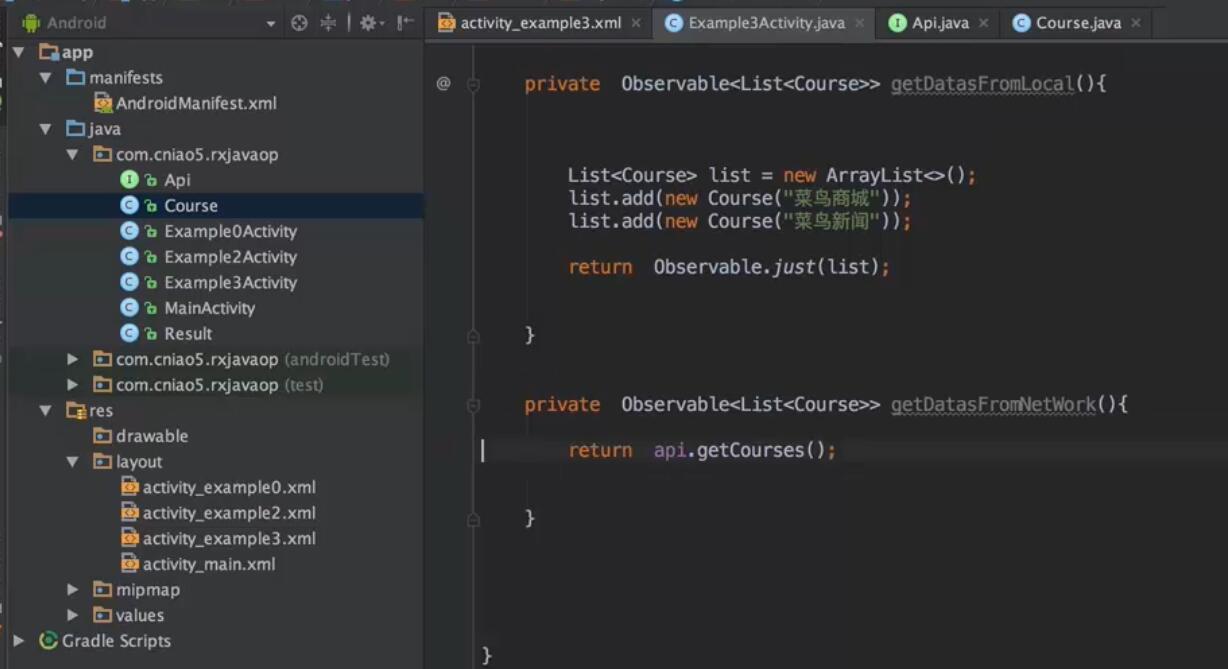 Android
activity_example3.xml
Example3Activity.java
Api.java
Course.java
app
manifests
AndroidManifest.xml
java
com.cniao5.rxjavaop
Api
Course
Example0Activity
Example2Activity
Example3Activity
MainActivity
Result
com.cniao5.rxjavaop (androidTest)
com.cniao5.rxjavaop (test)
res
drawable
layout
activity_example0.xml
activity_example2.xml
activity_example3.xml
activity_main.xml
mipmap
values
Gradle Scripts
@
private Observable<List<Course>> getDatasFromLocal(){
List<Course> list = new ArrayList<>();
list.add(new Course("菜鸟商城"));
list.add(new Course("菜鸟新闻"));
return Observable.just(list);
}
private Observable<List<Course>> getDatasFromNetWork(){
return api.getCourses();
}
}